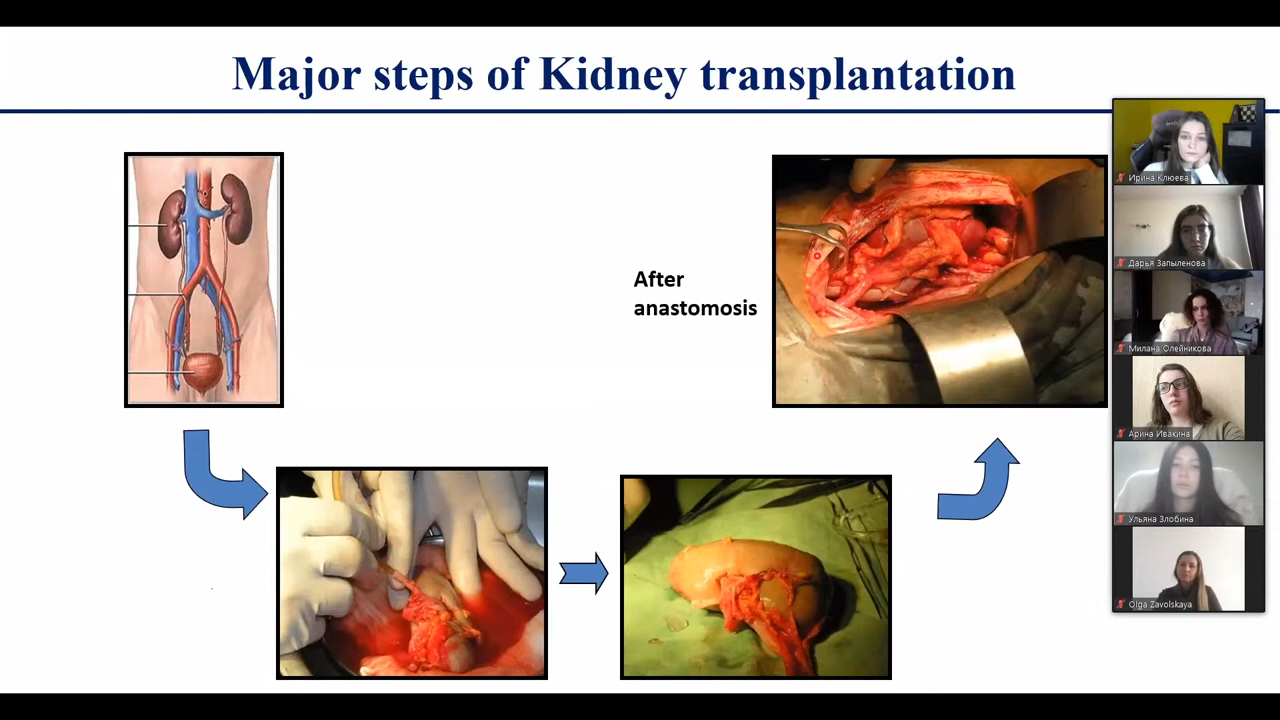 Major steps of Kidney transplantation
After
anastomosis
Ирина Клюева
Дарья Запыленова
Милана Олейникова
Арина Ивакина
Ульяна Злобина
Olga Zavolskaya